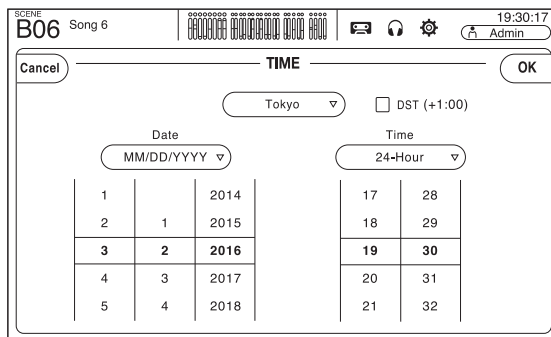 SCENE
B06 Song 6
19:30:17
Admin
Cancel
TIME
OK
Tokyo
DST (+1:00)
Date
Time
MM/DD/YYYY
24-Hour
1 2014 17 28
2 1 2015 18 29
3 2 2016 19 30
4 3 2017 20 31
5 4 2018 21 32